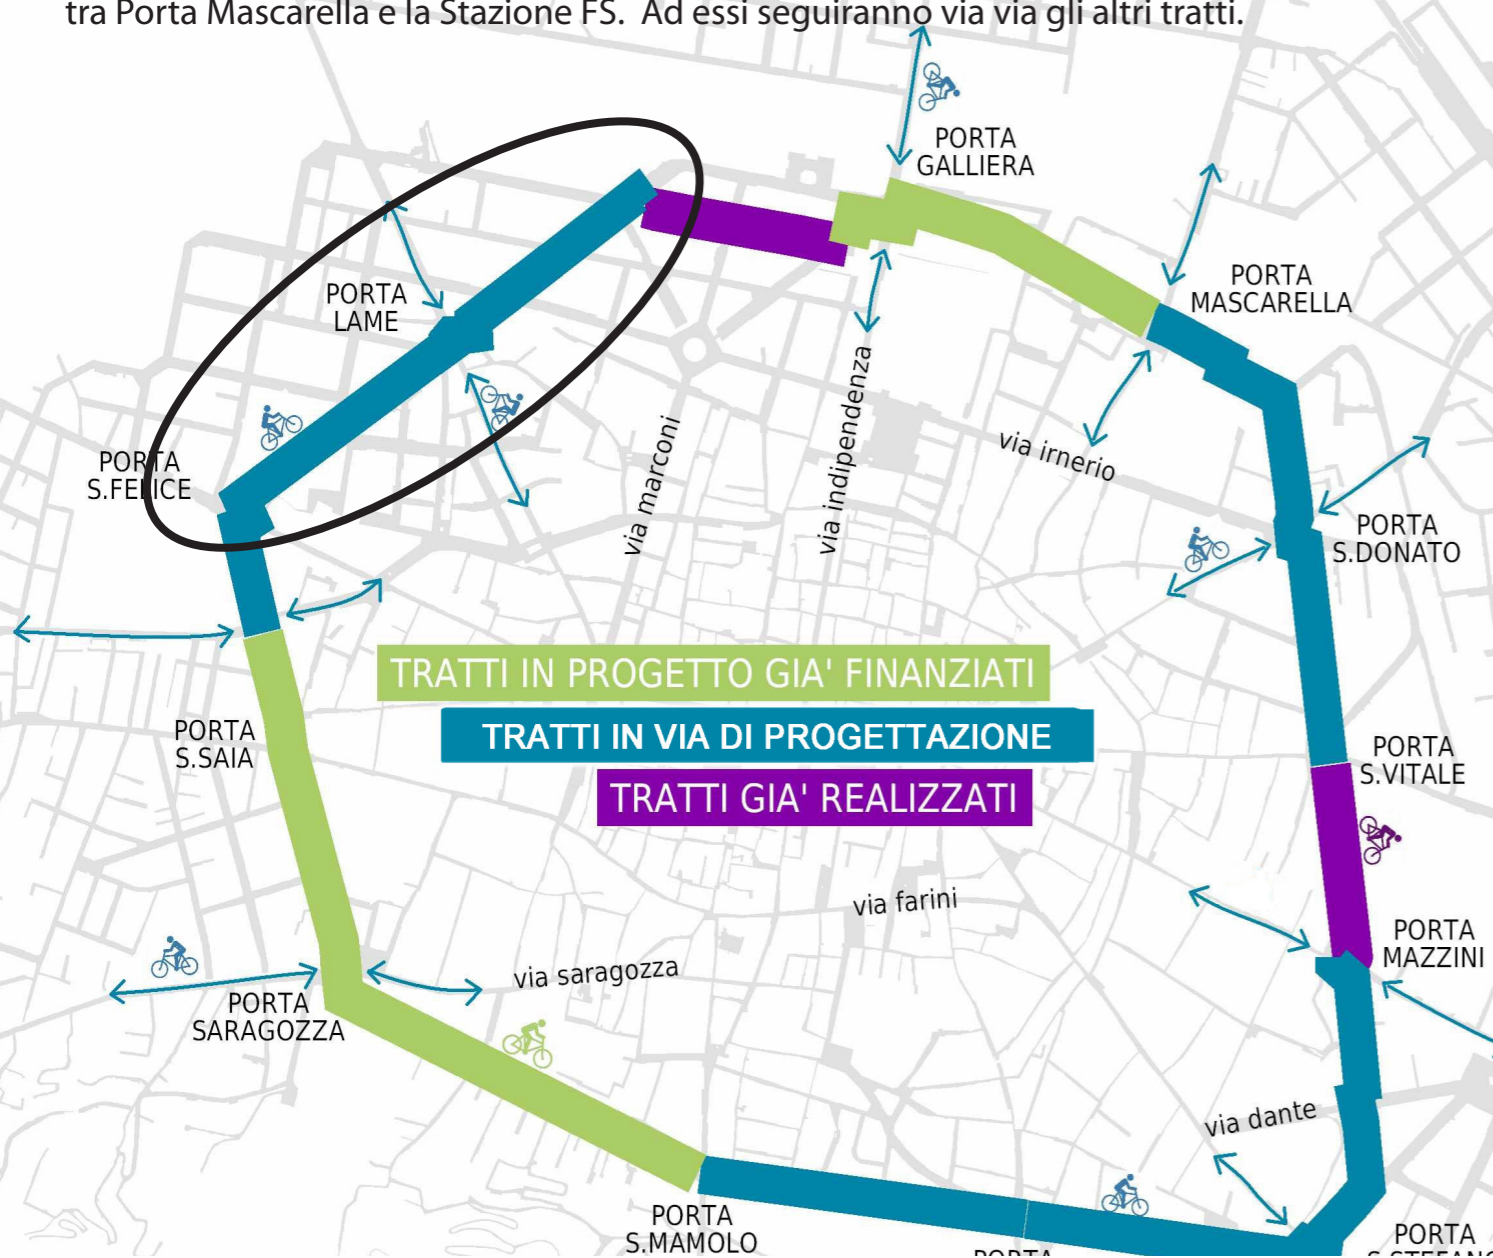 tra Porta Mascarella e la Stazione FS. Ad essi seguiranno via via gli altri tratti.
PORTA
GALLIERA
PORTA
MASCARELLA
PORTA
LAME
PORTA
S.FELICE
via marconi
via indipendenza
via irnerio
PORTA
S.DONATO
TRATTI IN PROGETTO GIA' FINANZIATI
TRATTI IN VIA DI PROGETTAZIONE
TRATTI GIA' REALIZZATI
PORTA
S.SAIA
PORTA
S.VITALE
via farini
PORTA
MAZZINI
via saragozza
PORTA
SARAGOZZA
via dante
PORTA
S.MAMOLO
PORTA
PORTA